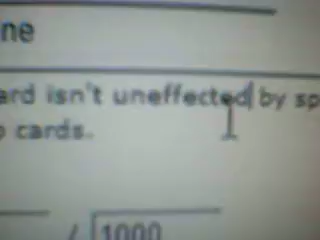 ne
ard isn't uneffected by sp
o cards.
/ 1000